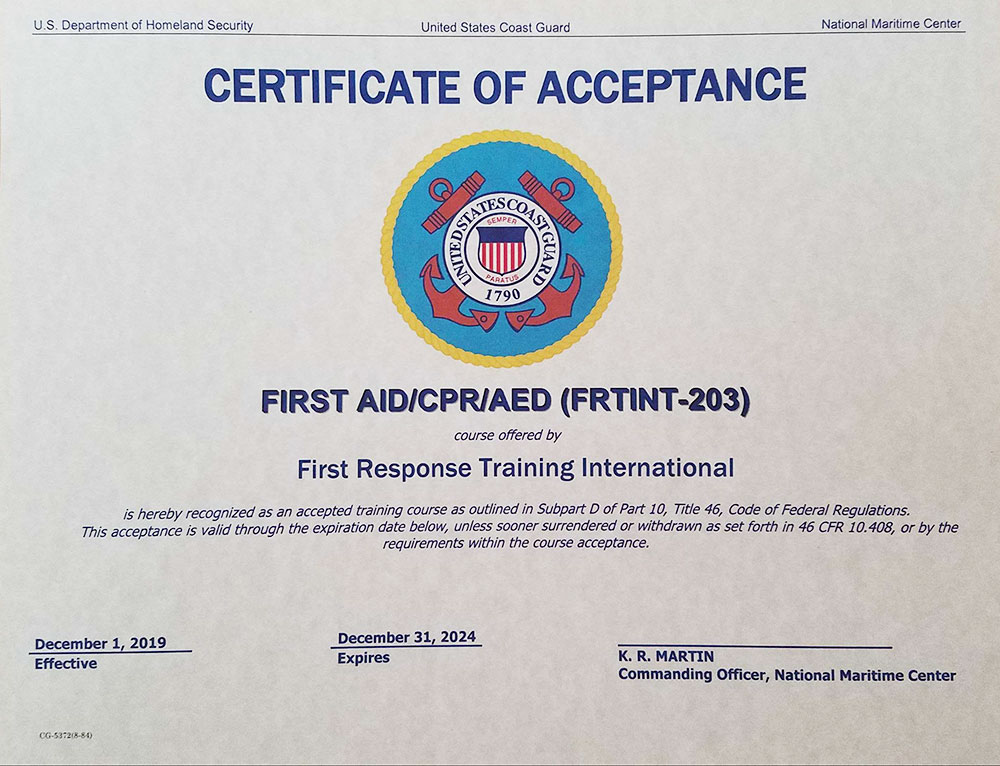 U.S. Department of Homeland Security United States Coast Guard National Maritime Center
CERTIFICATE OF ACCEPTANCE
UNITED STATES COAST GUARD
SEMPER
PARATUS
1790
FIRST AID/CPR/AED (FRTINT-203)
course offered by
First Response Training International
is hereby recognized as an accepted training course as outlined in Subpart D of Part 10, Title 46, Code of Federal Regulations.
This acceptance is valid through the expiration date below, unless sooner surrendered or withdrawn as set forth in 46 CFR 10.408, or by the
requirements within the course acceptance.
December 1, 2019
Effective
December 31, 2024
Expires
K. R. MARTIN
Commanding Officer, National Maritime Center
CG-5372(8-84)